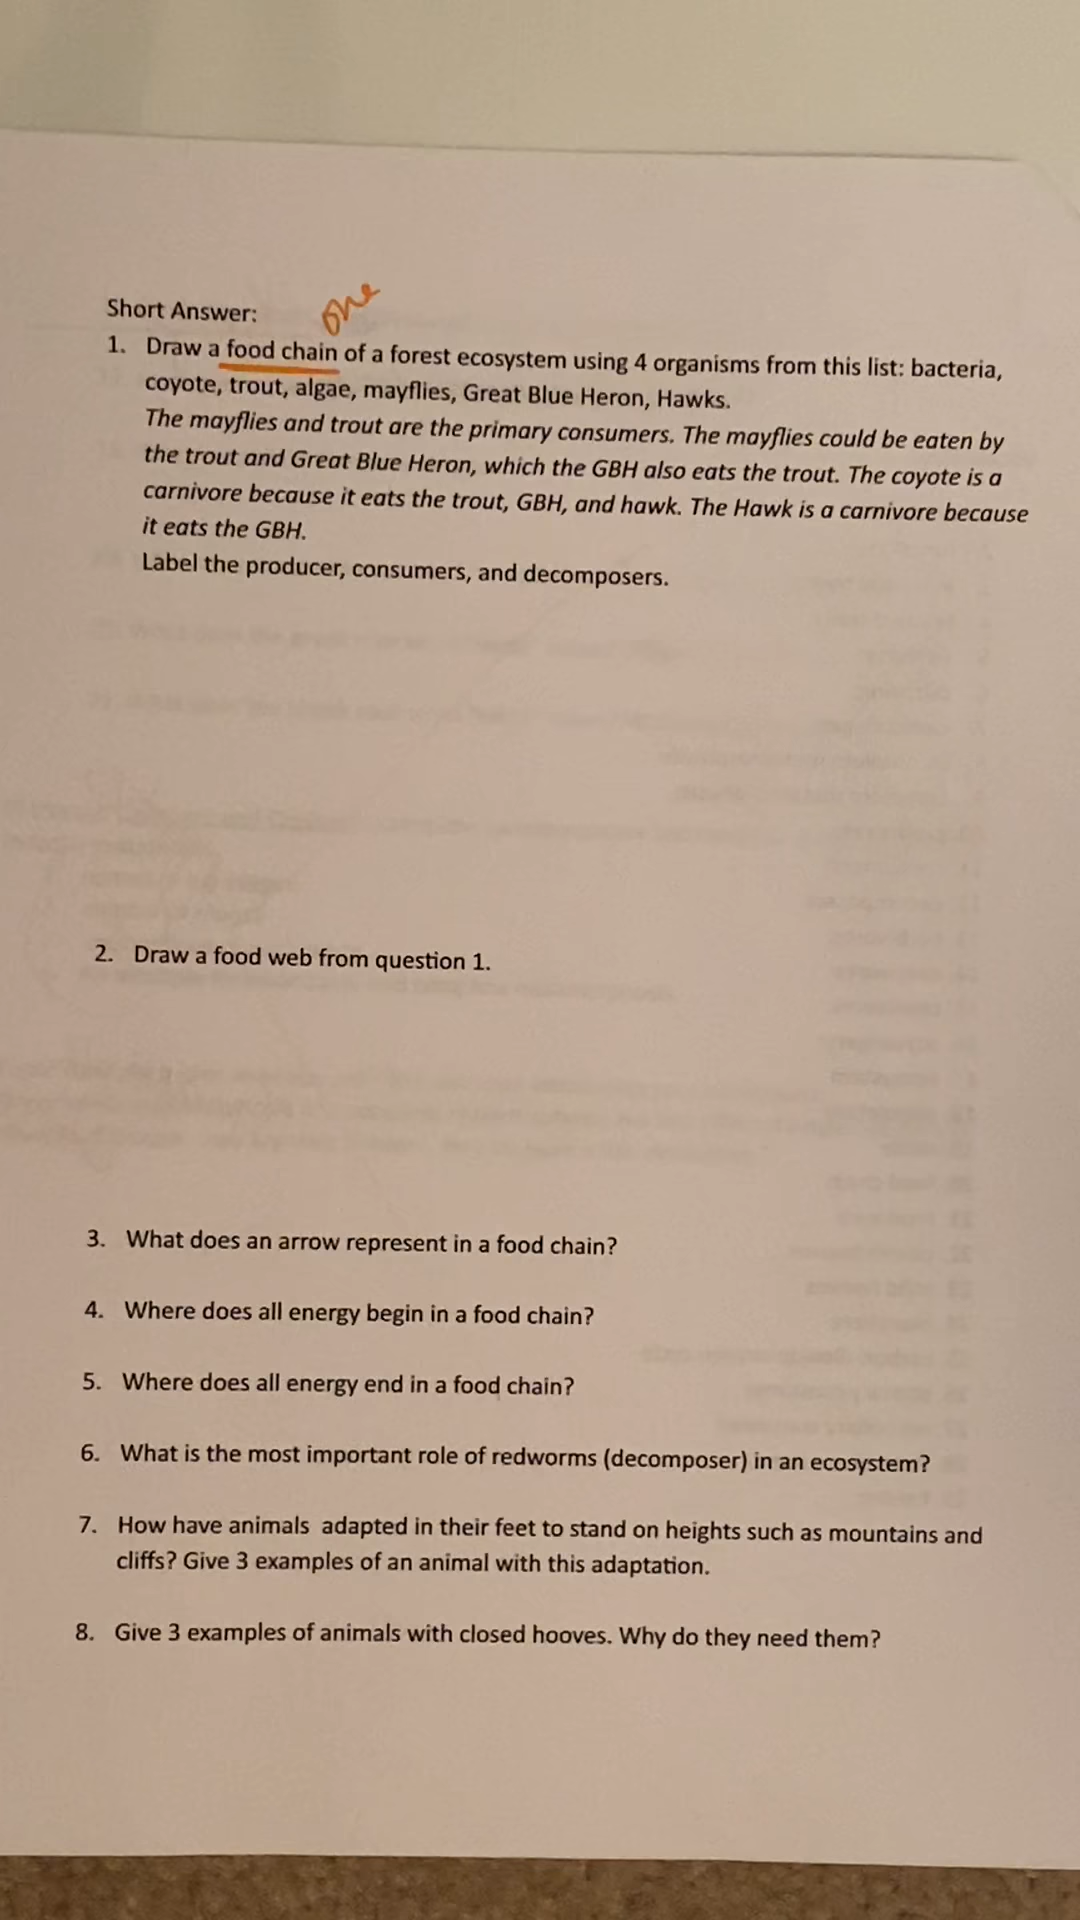 one
Short Answer:
1. Draw a food chain of a forest ecosystem using 4 organisms from this list: bacteria,
coyote, trout, algae, mayflies, Great Blue Heron, Hawks.
The mayflies and trout are the primary consumers. The mayflies could be eaten by
the trout and Great Blue Heron, which the GBH also eats the trout. The coyote is a
carnivore because it eats the trout, GBH, and hawk. The Hawk is a carnivore because
it eats the GBH.
Label the producer, consumers, and decomposers.
2. Draw a food web from question 1.
3. What does an arrow represent in a food chain?
4. Where does all energy begin in a food chain?
5. Where does all energy end in a food chain?
6. What is the most important role of redworms (decomposer) in an ecosystem?
7. How have animals adapted in their feet to stand on heights such as mountains and
cliffs? Give 3 examples of an animal with this adaptation.
8. Give 3 examples of animals with closed hooves. Why do they need them?